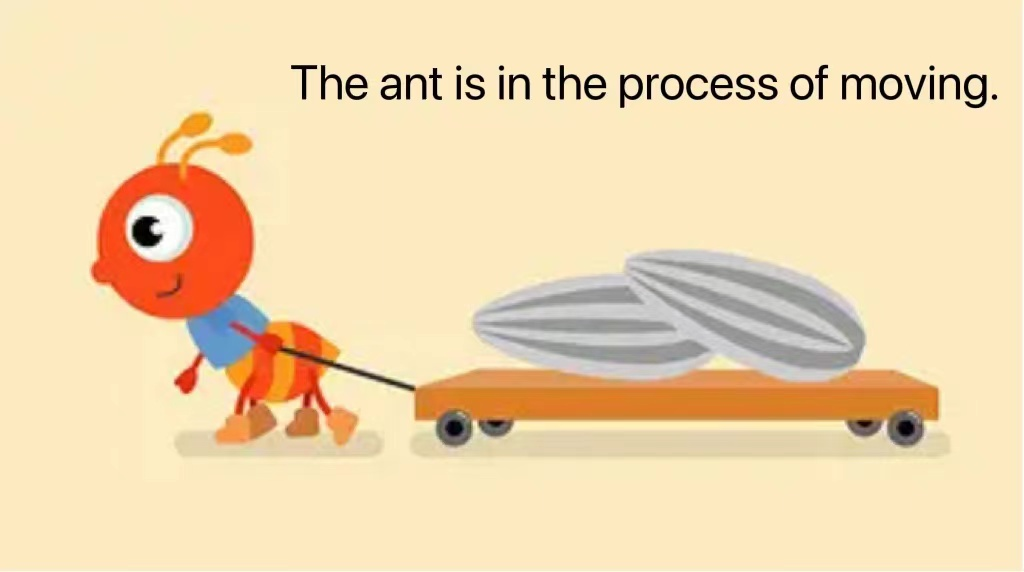 The ant is in the process of moving.